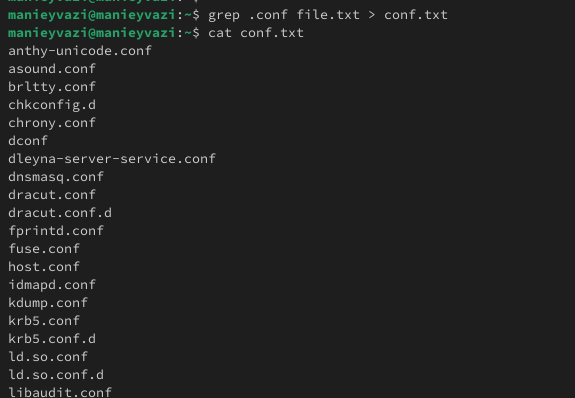 manieyvazi@manieyvazi:~$ grep .conf file.txt > conf.txt
manieyvazi@manieyvazi:~$ cat conf.txt
anthy-unicode.conf
asound.conf
brltty.conf
chkconfig.d
chrony.conf
dconf
dleyna-server-service.conf
dnsmasq.conf
dracut.conf
dracut.conf.d
fprintd.conf
fuse.conf
host.conf
idmapd.conf
kdump.conf
krb5.conf
krb5.conf.d
ld.so.conf
ld.so.conf.d
libaudit.conf